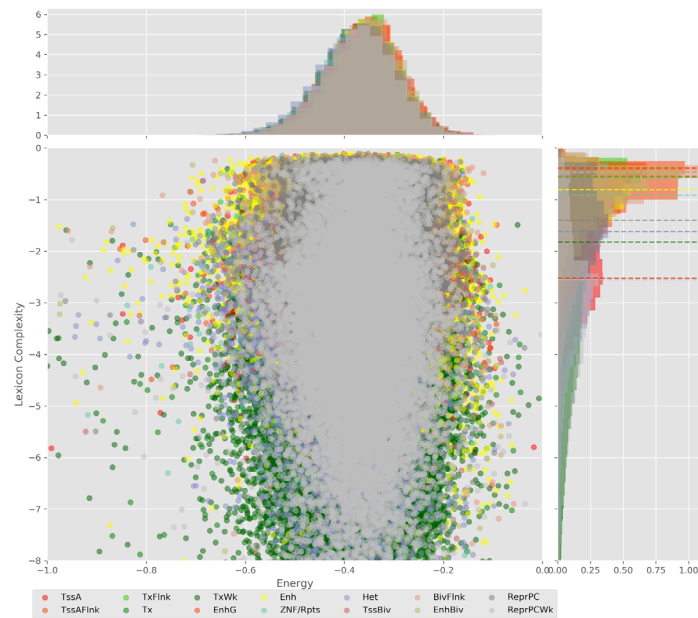 6
5
4
3
2
1
0
0
−1
−2
−3
−4
−5
−6
−7
−8
Lexicon Complexity
−1.0 −0.8 −0.6 −0.4 −0.2 0.0
0.00 0.25 0.50 0.75 1.00
Energy
TssA TxFlnk TxWk Enh Het BivFlnk ReprPC
TssAFlnk Tx EnhG ZNF/Rpts TssBiv EnhBiv ReprPCWk